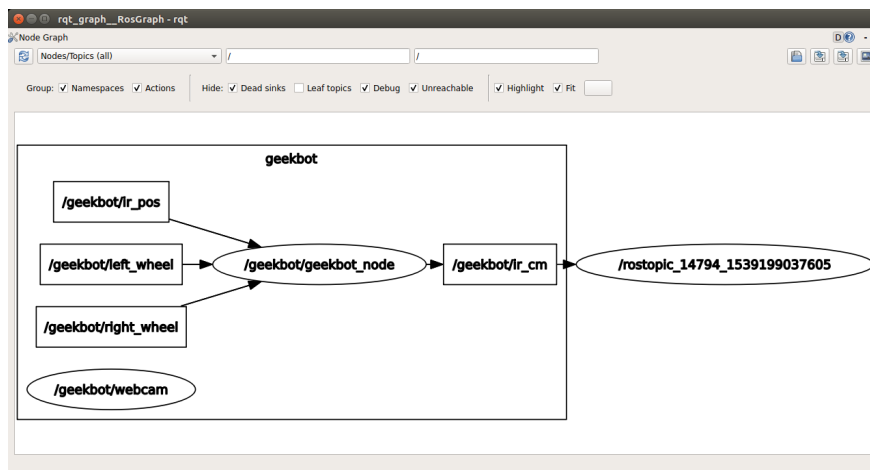 rqt_graph__RosGraph - rqt
Node Graph
D
Nodes/Topics (all)
/
/
Group: Namespaces Actions Hide: Dead sinks Leaf topics Debug Unreachable Highlight Fit
geekbot
/geekbot/ir_pos
/geekbot/left_wheel
/geekbot/geekbot_node
/geekbot/ir_cm
/rostopic_14794_1539199037605
/geekbot/right_wheel
/geekbot/webcam